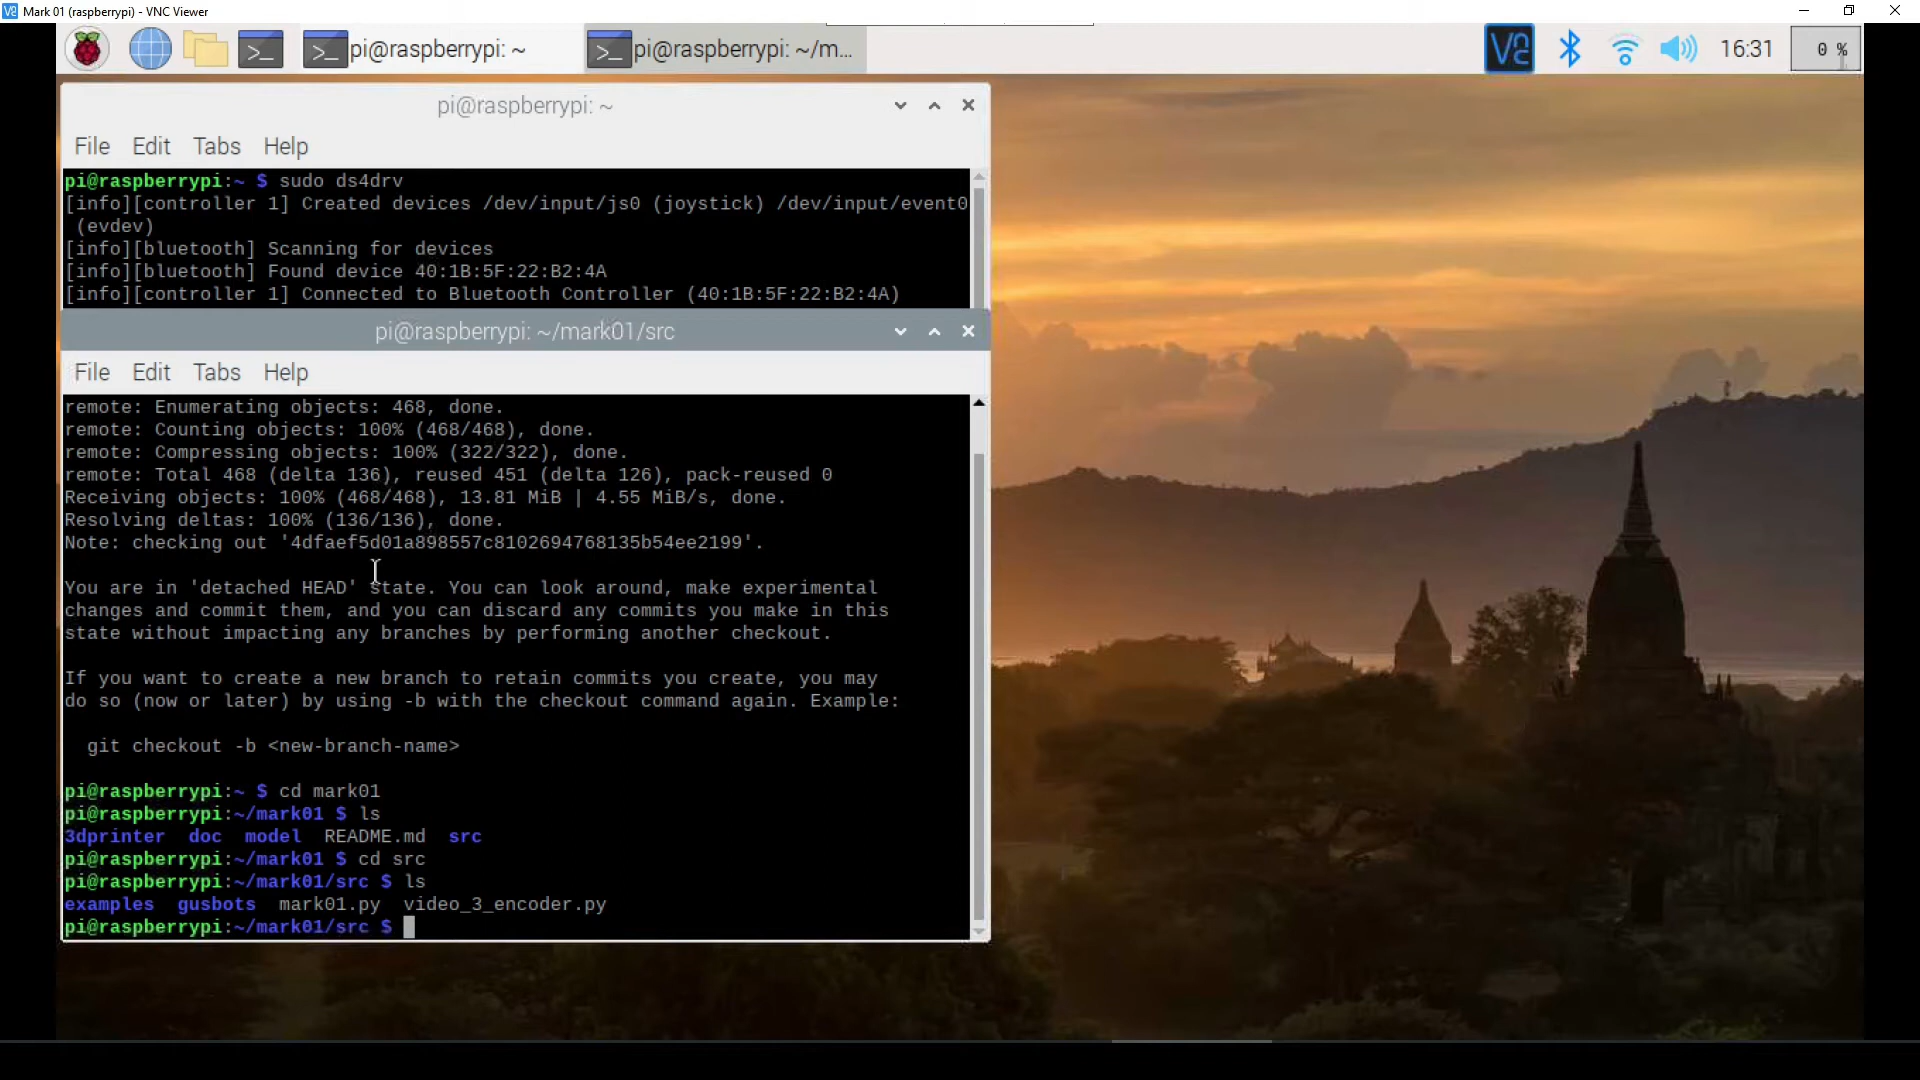 Mark 01 (raspberrypi) - VNC Viewer
pi@raspberrypi: ~
pi@raspberrypi: ~/m...
16:31
0 %
pi@raspberrypi: ~
File Edit Tabs Help
pi@raspberrypi:~ $ sudo ds4drv
[info][controller 1] Created devices /dev/input/js0 (joystick) /dev/input/event0
(evdev)
[info][bluetooth] Scanning for devices
[info][bluetooth] Found device 40:1B:5F:22:B2:4A
[info][controller 1] Connected to Bluetooth Controller (40:1B:5F:22:B2:4A)
pi@raspberrypi: ~/mark01/src
File Edit Tabs Help
remote: Enumerating objects: 468, done.
remote: Counting objects: 100% (468/468), done.
remote: Compressing objects: 100% (322/322), done.
remote: Total 468 (delta 136), reused 451 (delta 126), pack-reused 0
Receiving objects: 100% (468/468), 13.81 MiB | 4.55 MiB/s, done.
Resolving deltas: 100% (136/136), done.
Note: checking out '4dfaef5d01a898557c8102694768135b54ee2199'.
You are in 'detached HEAD' state. You can look around, make experimental
changes and commit them, and you can discard any commits you make in this
state without impacting any branches by performing another checkout.
If you want to create a new branch to retain commits you create, you may
do so (now or later) by using -b with the checkout command again. Example:
git checkout -b <new-branch-name>
pi@raspberrypi:~ $ cd mark01
pi@raspberrypi:~/mark01 $ ls
3dprinter doc model README.md src
pi@raspberrypi:~/mark01 $ cd src
pi@raspberrypi:~/mark01/src $ ls
examples gusbots mark01.py video_3_encoder.py
pi@raspberrypi:~/mark01/src $